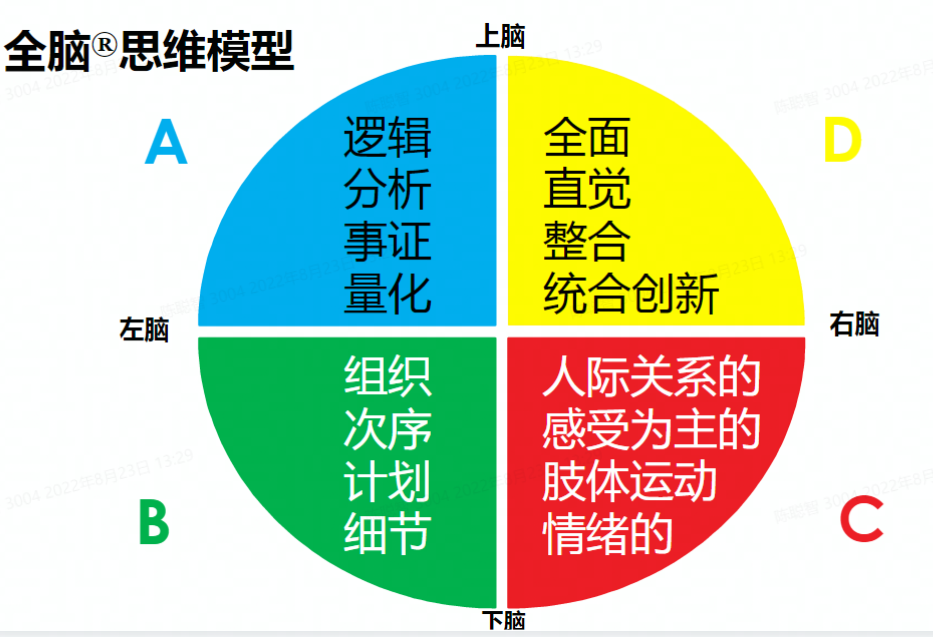 全脑®思维模型
上脑
A
逻辑
分析
事证
量化
D
全面
直觉
整合
统合创新
左脑
右脑
B
组织
次序
计划
细节
C
人际关系的
感受为主的
肢体运动
情绪的
下脑